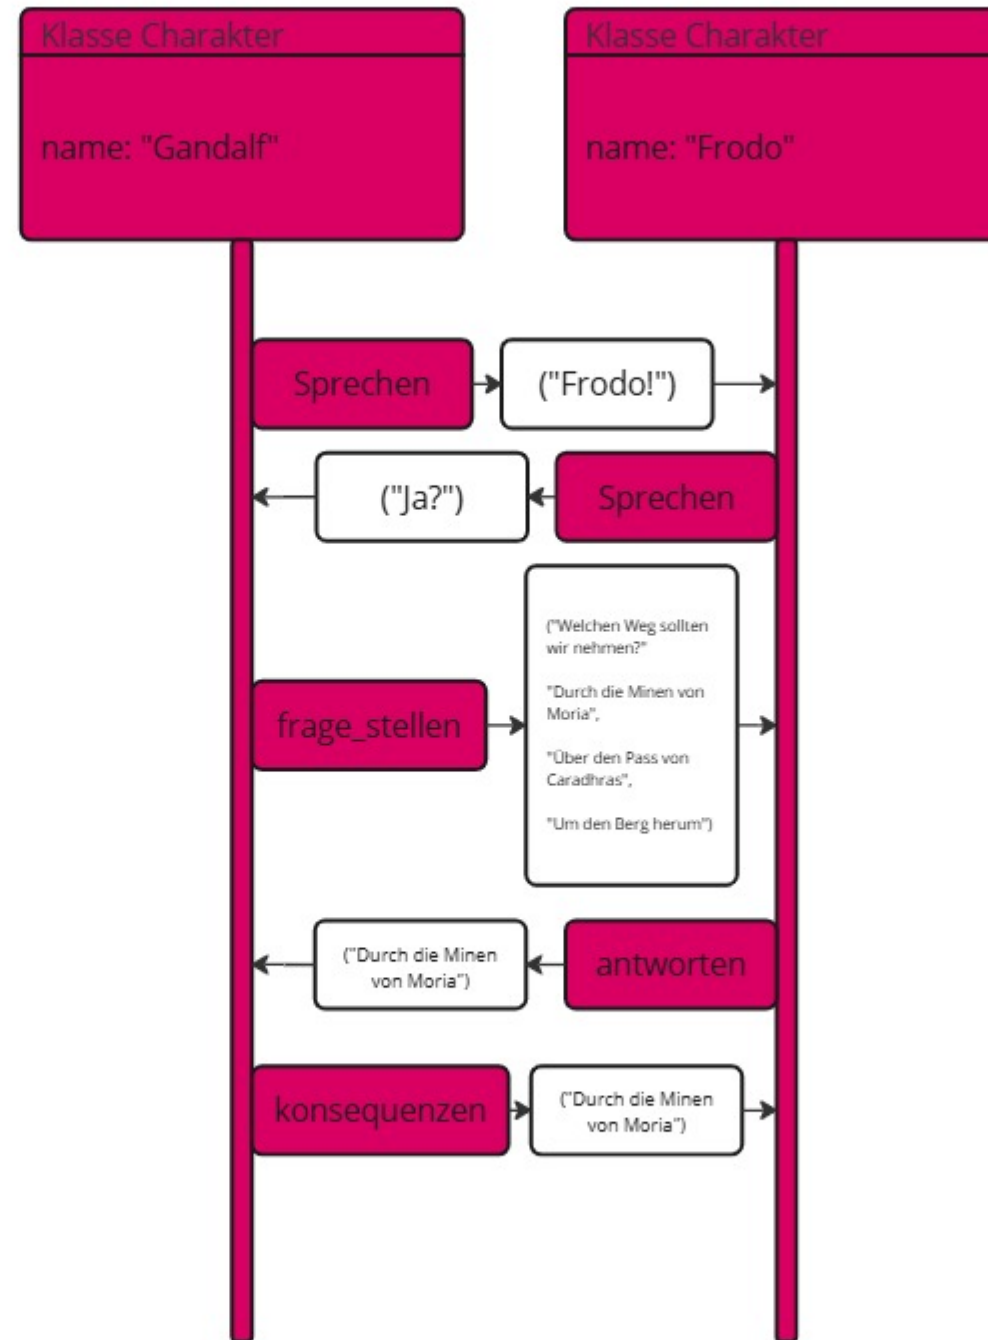 Klasse Charakter
name: "Gandalf"
Klasse Charakter
name: "Frodo"
Sprechen
("Frodo!")
("Ja?")
Sprechen
frage_stellen
("Welchen Weg sollten
wir nehmen?"
"Durch die Minen von
Moria",
"Über den Pass von
Caradhras",
"Um den Berg herum")
("Durch die Minen
von Moria")
antworten
konsequenzen
("Durch die Minen
von Moria")